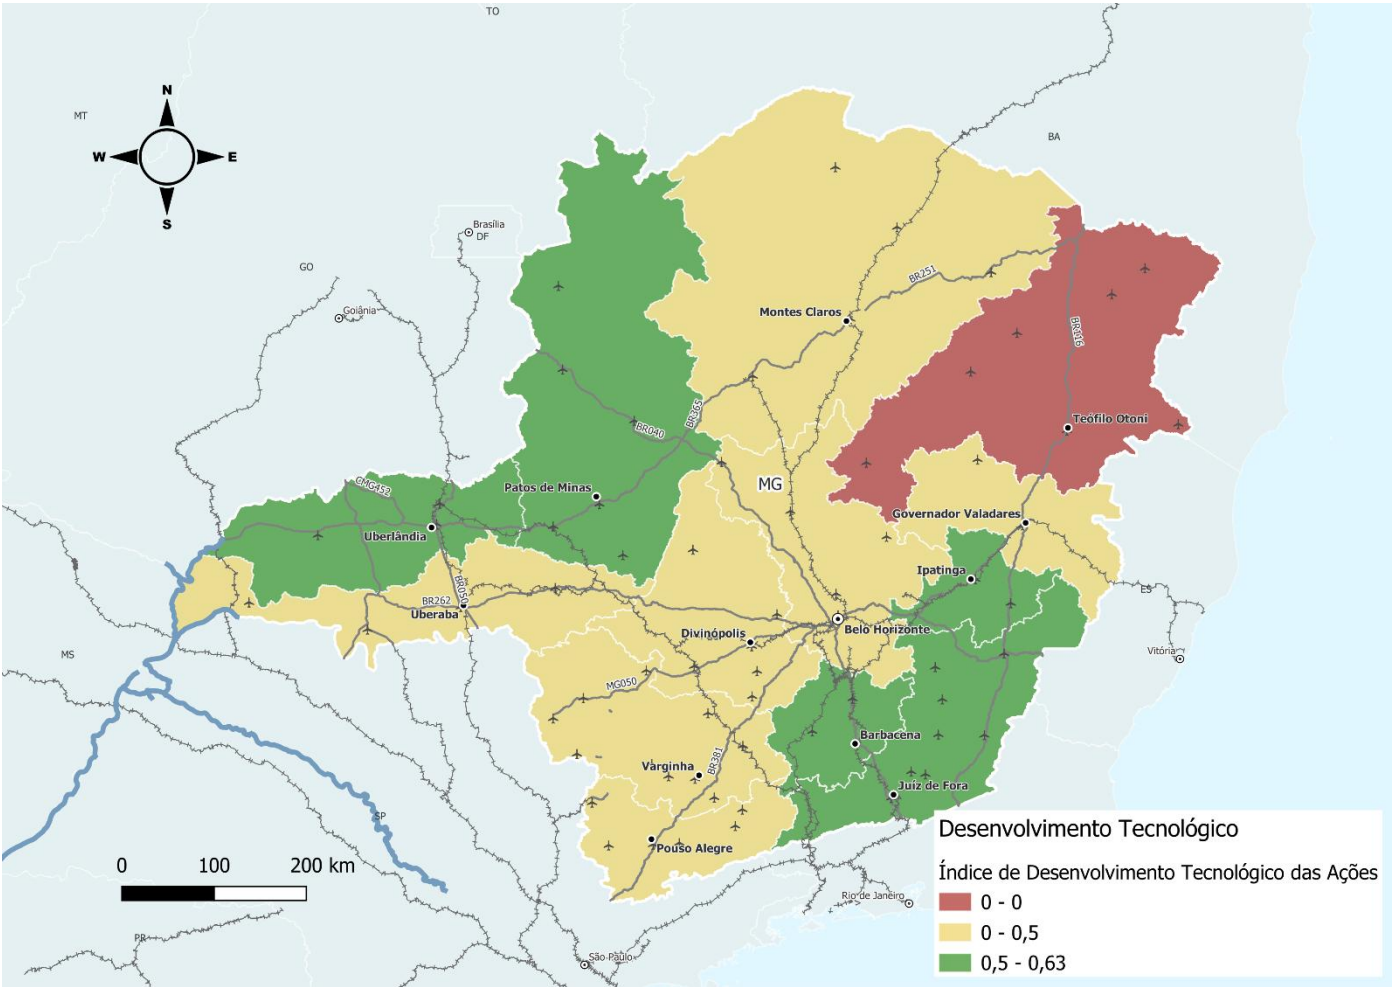 TO
MT
N
W
E
S
BA
Brasília
DF
GO
BR251
Goiânia
Montes Claros
BR116
BR365
Teófilo Otoni
BR040
MG
CMG452
Patos de Minas
Governador Valadares
Uberlândia
Ipatinga
BR050
BR262
ES
Uberaba
Belo Horizonte
Divinópolis
Vitória
MS
MG050
Barbacena
BR381
Varginha
Juíz de Fora
SP
Desenvolvimento Tecnológico
Pouso Alegre
0 100 200 km
Índice de Desenvolvimento Tecnológico das Ações
Rio de Janeiro
0 - 0
0 - 0,5
PR
São Paulo
0,5 - 0,63